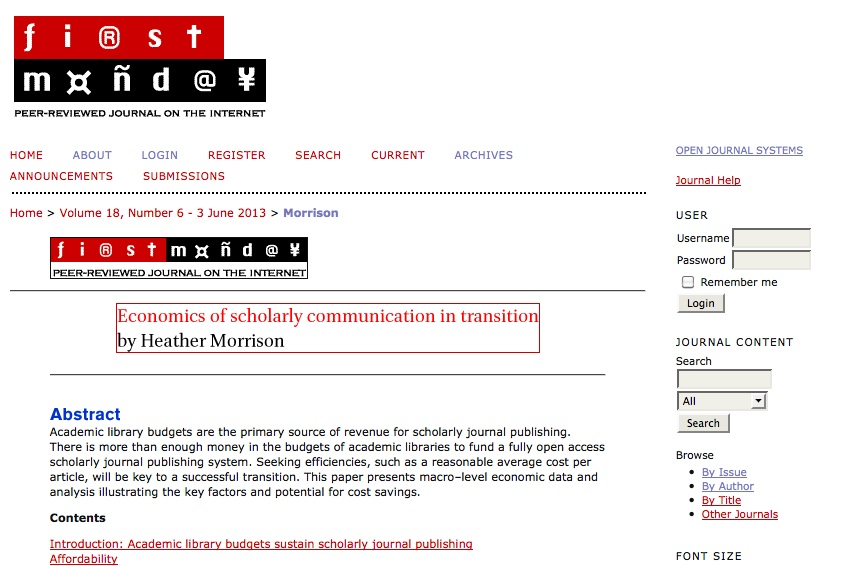 fi®st
m¤ñd@¥
PEER-REVIEWED JOURNAL ON THE INTERNET
HOME ABOUT LOGIN REGISTER SEARCH CURRENT ARCHIVES
ANNOUNCEMENTS SUBMISSIONS
Home > Volume 18, Number 6 - 3 June 2013 > Morrison
fi®stm¤ñd@¥
PEER-REVIEWED JOURNAL ON THE INTERNET
Economics of scholarly communication in transition
by Heather Morrison
Abstract
Academic library budgets are the primary source of revenue for scholarly journal publishing.
There is more than enough money in the budgets of academic libraries to fund a fully open access
scholarly journal publishing system. Seeking efficiencies, such as a reasonable average cost per
article, will be key to a successful transition. This paper presents macro–level economic data and
analysis illustrating the key factors and potential for cost savings.
Contents
Introduction: Academic library budgets sustain scholarly journal publishing
Affordability
OPEN JOURNAL SYSTEMS
Journal Help
USER
Username
Password
Remember me
Login
JOURNAL CONTENT
Search
All
Search
Browse
By Issue
By Author
By Title
Other Journals
FONT SIZE